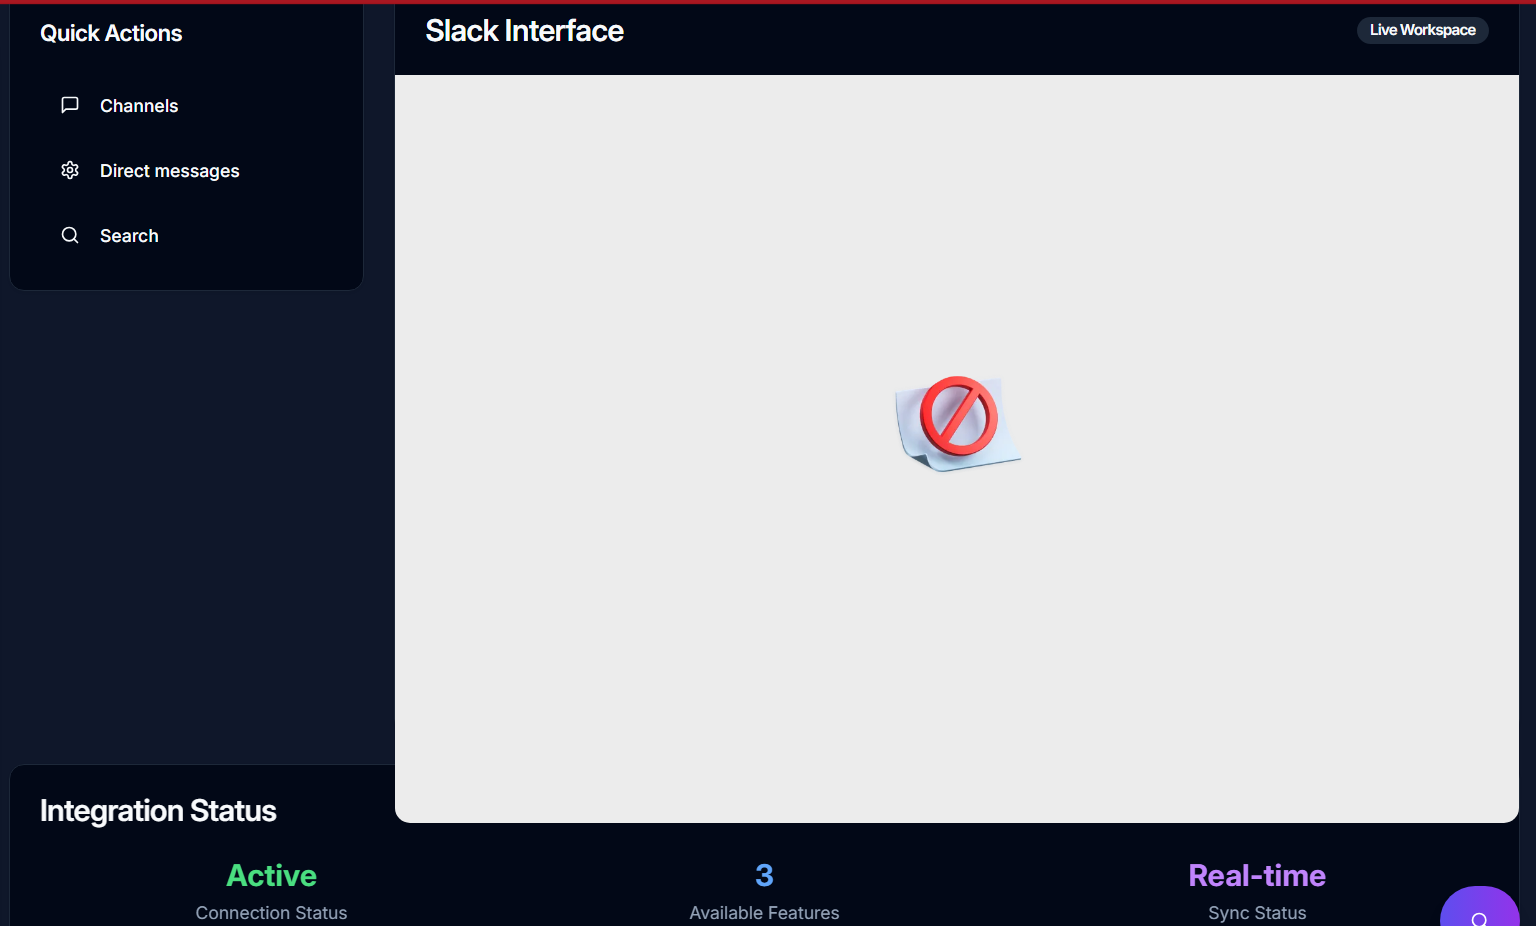 Quick Actions
Channels
Direct messages
Search
Slack Interface
Live Workspace
Integration Status
Active
Connection Status
3
Available Features
Real-time
Sync Status